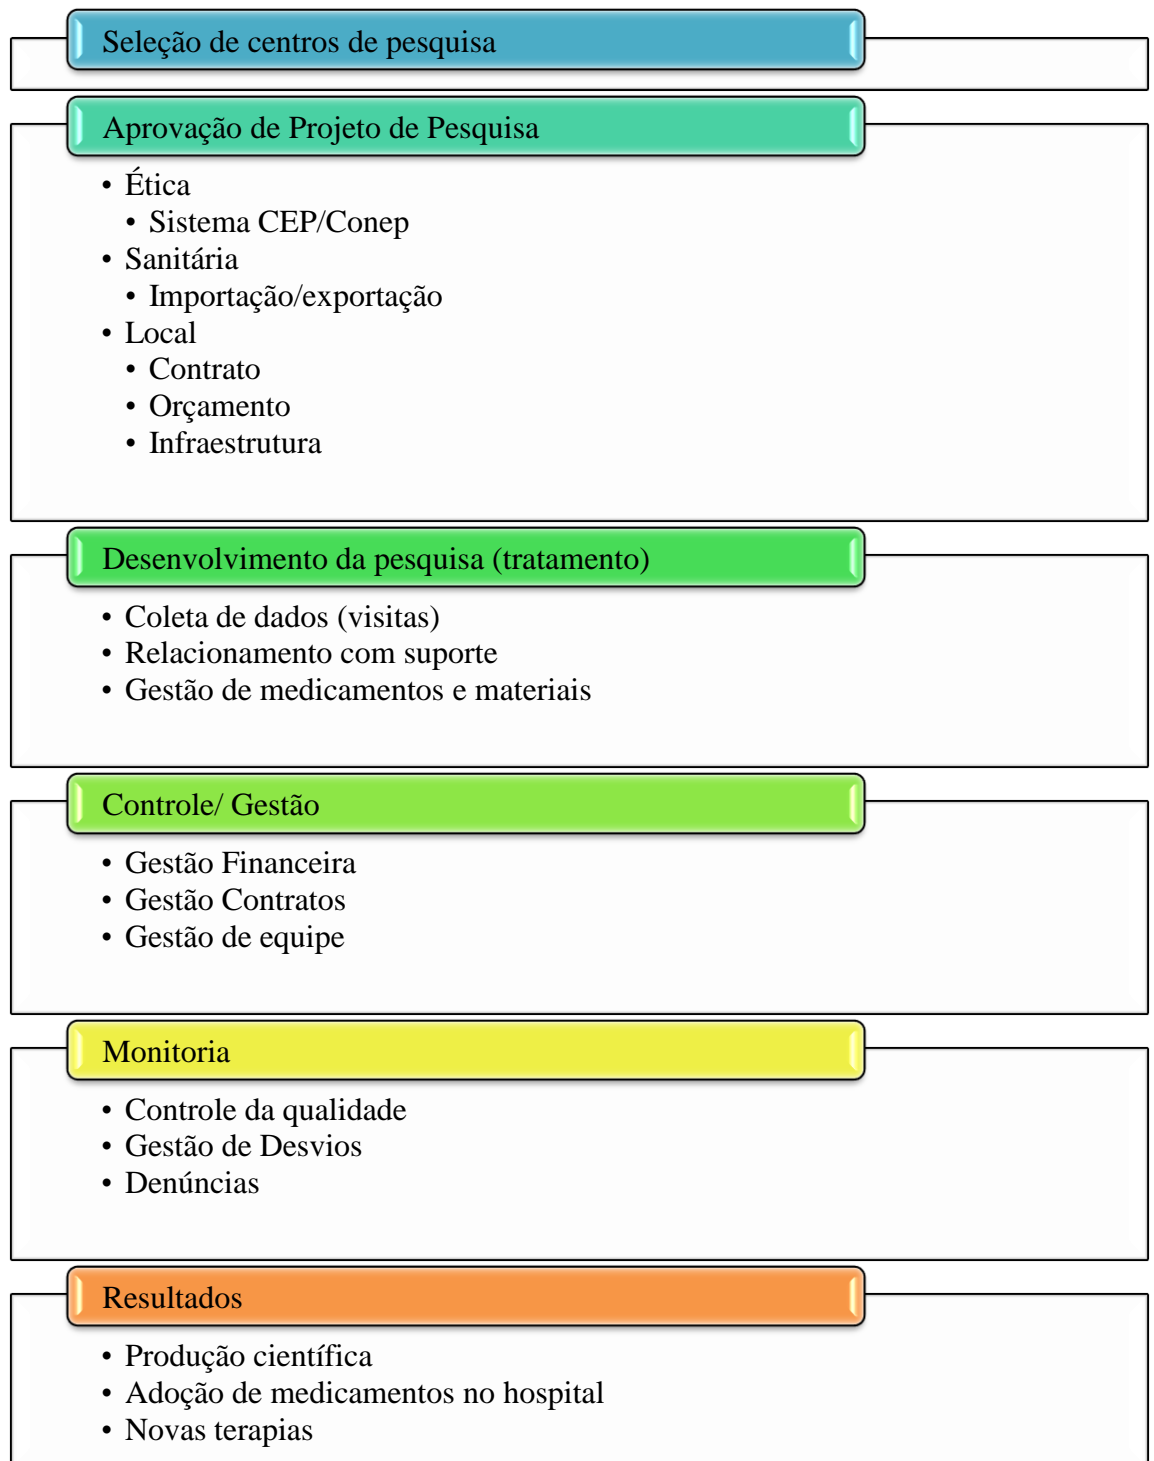 Seleção de centros de pesquisa
Aprovação de Projeto de Pesquisa
• Ética
• Sistema CEP/Conep
• Sanitária
• Importação/exportação
• Local
• Contrato
• Orçamento
• Infraestrutura
Desenvolvimento da pesquisa (tratamento)
• Coleta de dados (visitas)
• Relacionamento com suporte
• Gestão de medicamentos e materiais
Controle/ Gestão
• Gestão Financeira
• Gestão Contratos
• Gestão de equipe
Monitoria
• Controle da qualidade
• Gestão de Desvios
• Denúncias
Resultados
• Produção científica
• Adoção de medicamentos no hospital
• Novas terapias